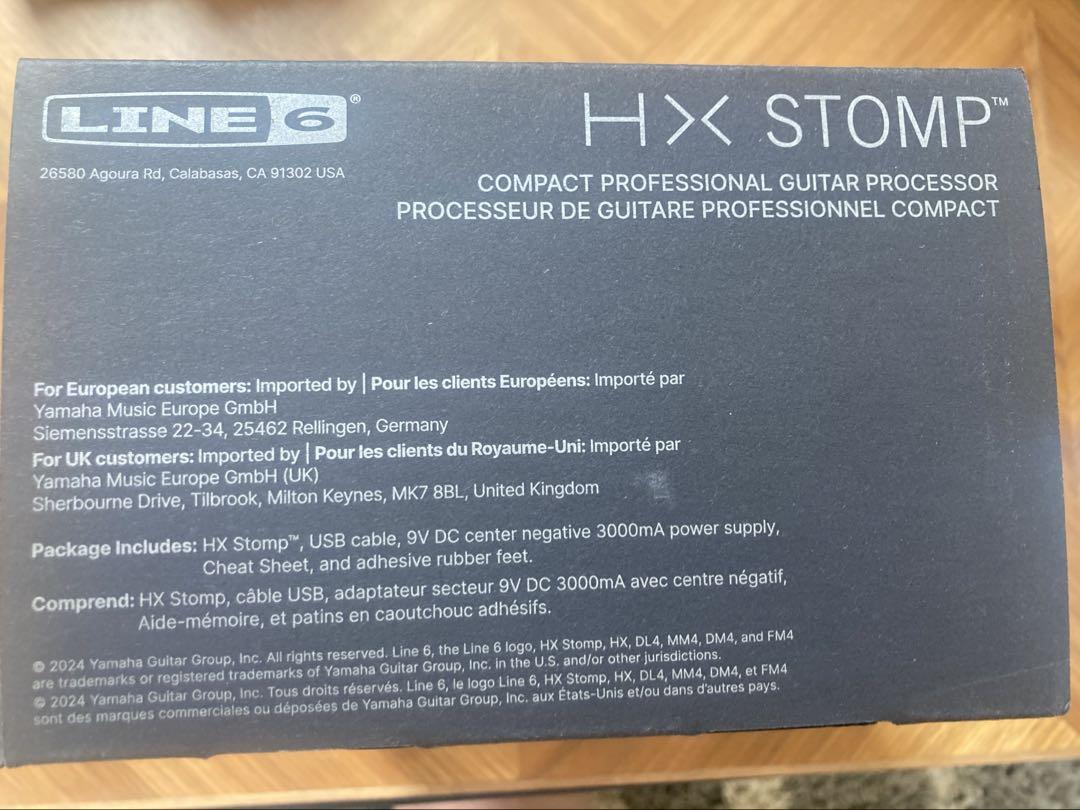 LINE 6®
26580 Agoura Rd, Calabasas, CA 91302 USA
HX STOMP™
COMPACT PROFESSIONAL GUITAR PROCESSOR
PROCESSEUR DE GUITARE PROFESSIONNEL COMPACT
For European customers: Imported by | Pour les clients Européens: Importé par
Yamaha Music Europe GmbH
Siemensstrasse 22-34, 25462 Rellingen, Germany
For UK customers: Imported by | Pour les clients du Royaume-Uni: Importé par
Yamaha Music Europe GmbH (UK)
Sherbourne Drive, Tilbrook, Milton Keynes, MK7 8BL, United Kingdom
Package Includes: HX Stomp™, USB cable, 9V DC center negative 3000mA power supply,
Cheat Sheet, and adhesive rubber feet.
Comprend: HX Stomp, câble USB, adaptateur secteur 9V DC 3000mA avec centre négatif,
Aide-mémoire, et patins en caoutchouc adhésifs.
© 2024 Yamaha Guitar Group, Inc. All rights reserved. Line 6, the Line 6 logo, HX Stomp, HX, DL4, MM4, DM4, and FM4
are trademarks or registered trademarks of Yamaha Guitar Group, Inc. in the U.S. and/or other jurisdictions.
© 2024 Yamaha Guitar Group, Inc. Tous droits réservés. Line 6, le logo Line 6, HX Stomp, HX, DL4, MM4, DM4, et FM4
sont des marques commerciales ou déposées de Yamaha Guitar Group, Inc. aux États-Unis et/ou dans d'autres pays.